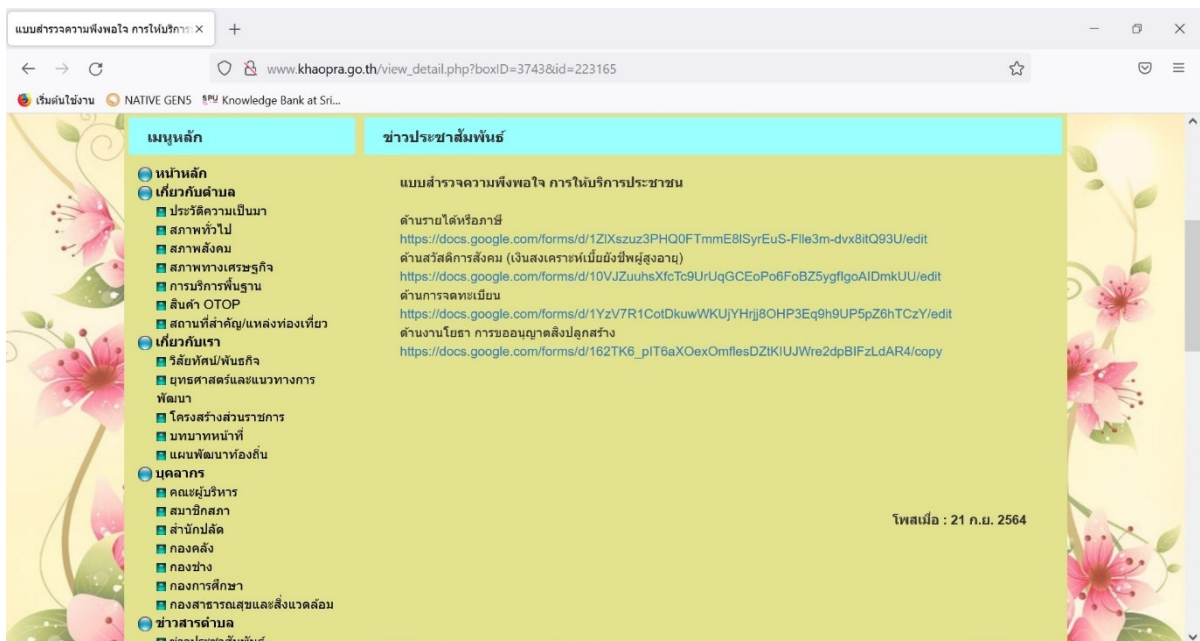 แบบสำรวจความพึงพอใจ การให้บริการ
www.khaopra.go.th/view_detail.php?boxID=3743&id=223165
เริ่มต้นใช้งาน NATIVE GEN5 SPU Knowledge Bank at Sri...
เมนูหลัก
หน้าหลัก
เกี่ยวกับตำบล
ประวัติความเป็นมา
สภาพทั่วไป
สภาพสังคม
สภาพทางเศรษฐกิจ
การบริการพื้นฐาน
สินค้า OTOP
สถานที่สำคัญ/แหล่งท่องเที่ยว
เกี่ยวกับเรา
วิสัยทัศน์/พันธกิจ
ยุทธศาสตร์และแนวทางการ
พัฒนา
โครงสร้างส่วนราชการ
บทบาทหน้าที่
แผนพัฒนาท้องถิ่น
บุคลากร
คณะผู้บริหาร
สมาชิกสภา
สำนักปลัด
กองคลัง
กองช่าง
กองการศึกษา
กองสาธารณสุขและสิ่งแวดล้อม
ข่าวสารตำบล
ข่าวประชาสัมพันธ์
ข่าวประชาสัมพันธ์
แบบสำรวจความพึงพอใจ การให้บริการประชาชน
ด้านรายได้หรือภาษี
https://docs.google.com/forms/d/1ZlXszuz3PHQ0FTmmE8lSyrEuS-Flle3m-dvx8itQ93U/edit
ด้านสวัสดิการสังคม (เงินสงเคราะห์เบี้ยยังชีพผู้สูงอายุ)
https://docs.google.com/forms/d/10VJZuuhsXfcTc9UrUqGCEoPo6FoBZ5ygflgoAIDmkUU/edit
ด้านการจดทะเบียน
https://docs.google.com/forms/d/1YzV7R1CotDkuwWKUjYHrjj8OHP3Eq9h9UP5pZ6hTCzY/edit
ด้านงานโยธา การขออนุญาตสิ่งปลูกสร้าง
https://docs.google.com/forms/d/162TK6_pIT6aXOexOmflesDZtKIUJWre2dpBIFzLdAR4/copy
โพสเมื่อ : 21 ก.ย. 2564